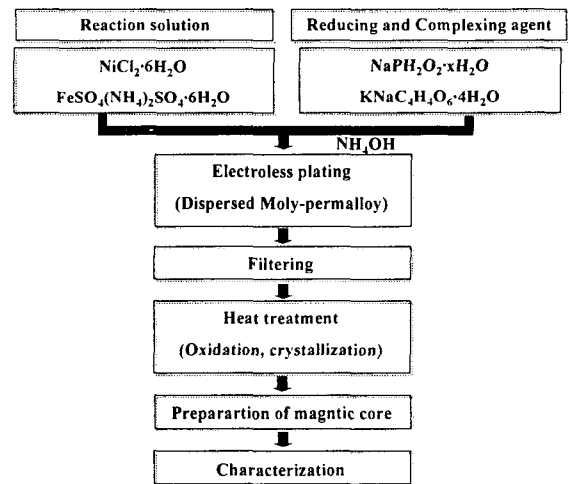 Reaction solution
Reducing and Complexing agent
NiCl₂·6H₂O
FeSO₄(NH₄)₂SO₄·6H₂O
NaPH₂O₂·xH₂O
KNaC₄H₄O₆·4H₂O
NH₄OH
Electroless plating
(Dispersed Moly-permalloy)
Filtering
Heat treatment
(Oxidation, crystallization)
Preparartion of magntic core
Characterization